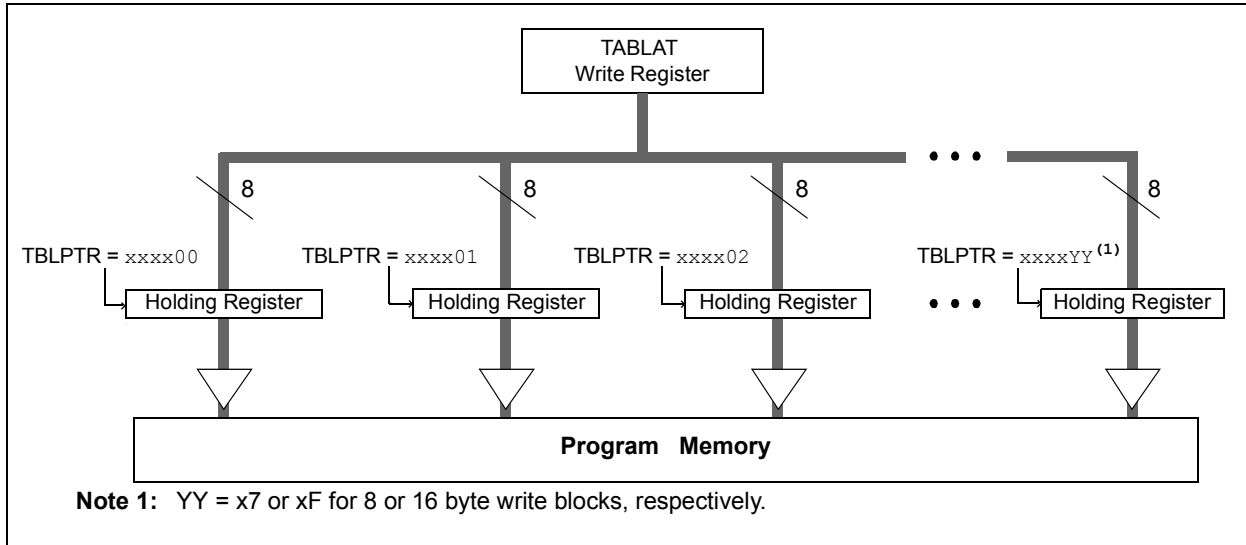 TABLAT
Write Register
8 8 8 8
TBLPTR = xxxx00 TBLPTR = xxxx01 TBLPTR = xxxx02 TBLPTR = xxxxYY(1)
Holding Register Holding Register Holding Register Holding Register
Program Memory
Note 1: YY = x7 or xF for 8 or 16 byte write blocks, respectively.